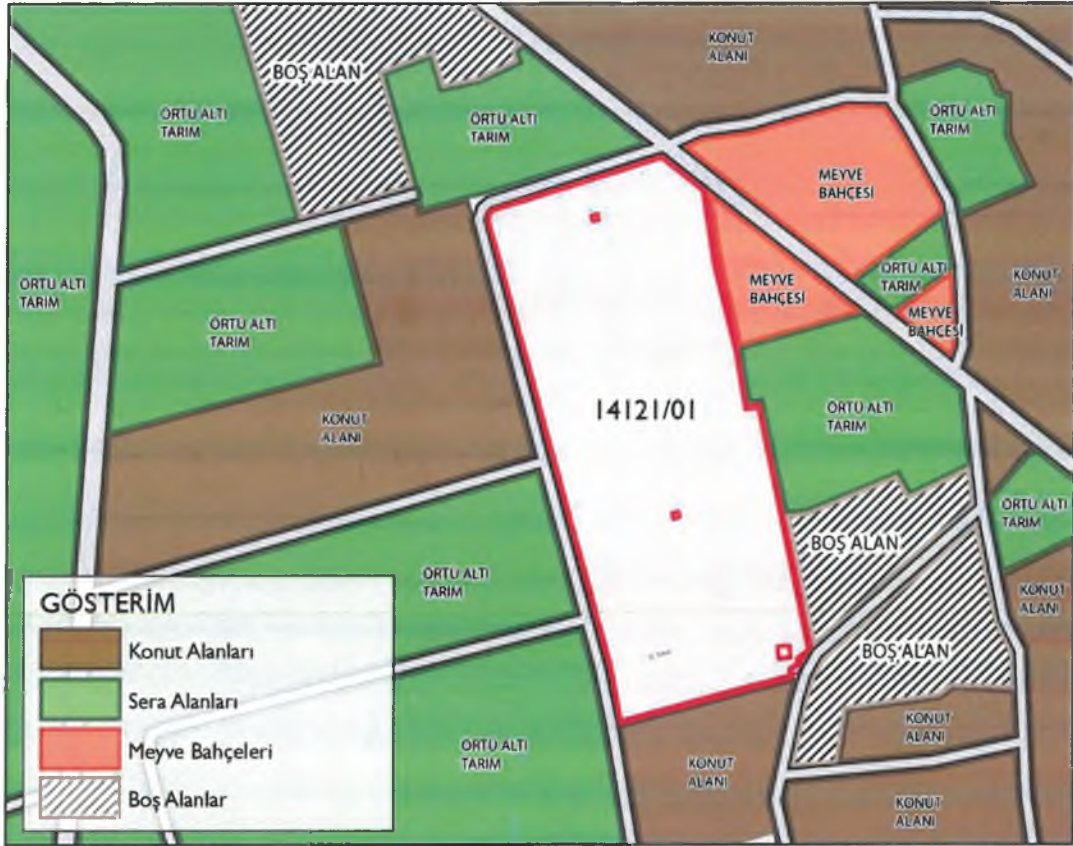 KONUT
ALANI
BOŞ ALAN
ÖRTÜ ALTI
TARIM
ÖRTÜ ALTI
TARIM
ÖRTÜ ALTI
TARIM
MEYVE
BAHÇESİ
ÖRTÜ ALTI
TARIM
ÖRTÜ ALTI
TARIM
KONUT
ALANI
MEYVE
BAHÇESİ
MEYVE
BAHÇESİ
ÖRTÜ ALTI
TARIM
KONUT
ALANI
14121/01
ÖRTÜ ALTI
TARIM
ÖRTÜ ALTI
TARIM
BOŞ ALAN
ÖRTÜ ALTI
TARIM
KONUT
ALANI
BOŞ ALAN
KONUT
ALANI
ÖRTÜ ALTI
TARIM
KONUT
ALANI
KONUT
ALANI
GÖSTERİM
Konut Alanları
Sera Alanları
Meyve Bahçeleri
Boş Alanlar